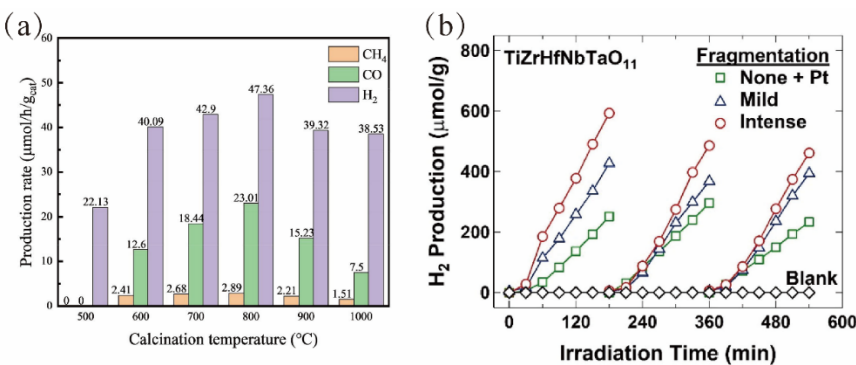 (a)
CH₄
CO
H₂
Production rate (μmol/h/g_cat)
60
50
40
30
20
10
0
0 0 22.13
2.41 12.6 40.09
2.68 18.44 42.9
2.89 23.01 47.36
2.21 15.23 39.32
1.51 7.5 38.53
500 600 700 800 900 1000
Calcination temperature (°C)
(b)
TiZrHfNbTaO₁₁
Fragmentation
None + Pt
Mild
Intense
H₂ Production (μmol/g)
800
600
400
200
0
Blank
0 120 240 360 480 600
Irradiation Time (min)